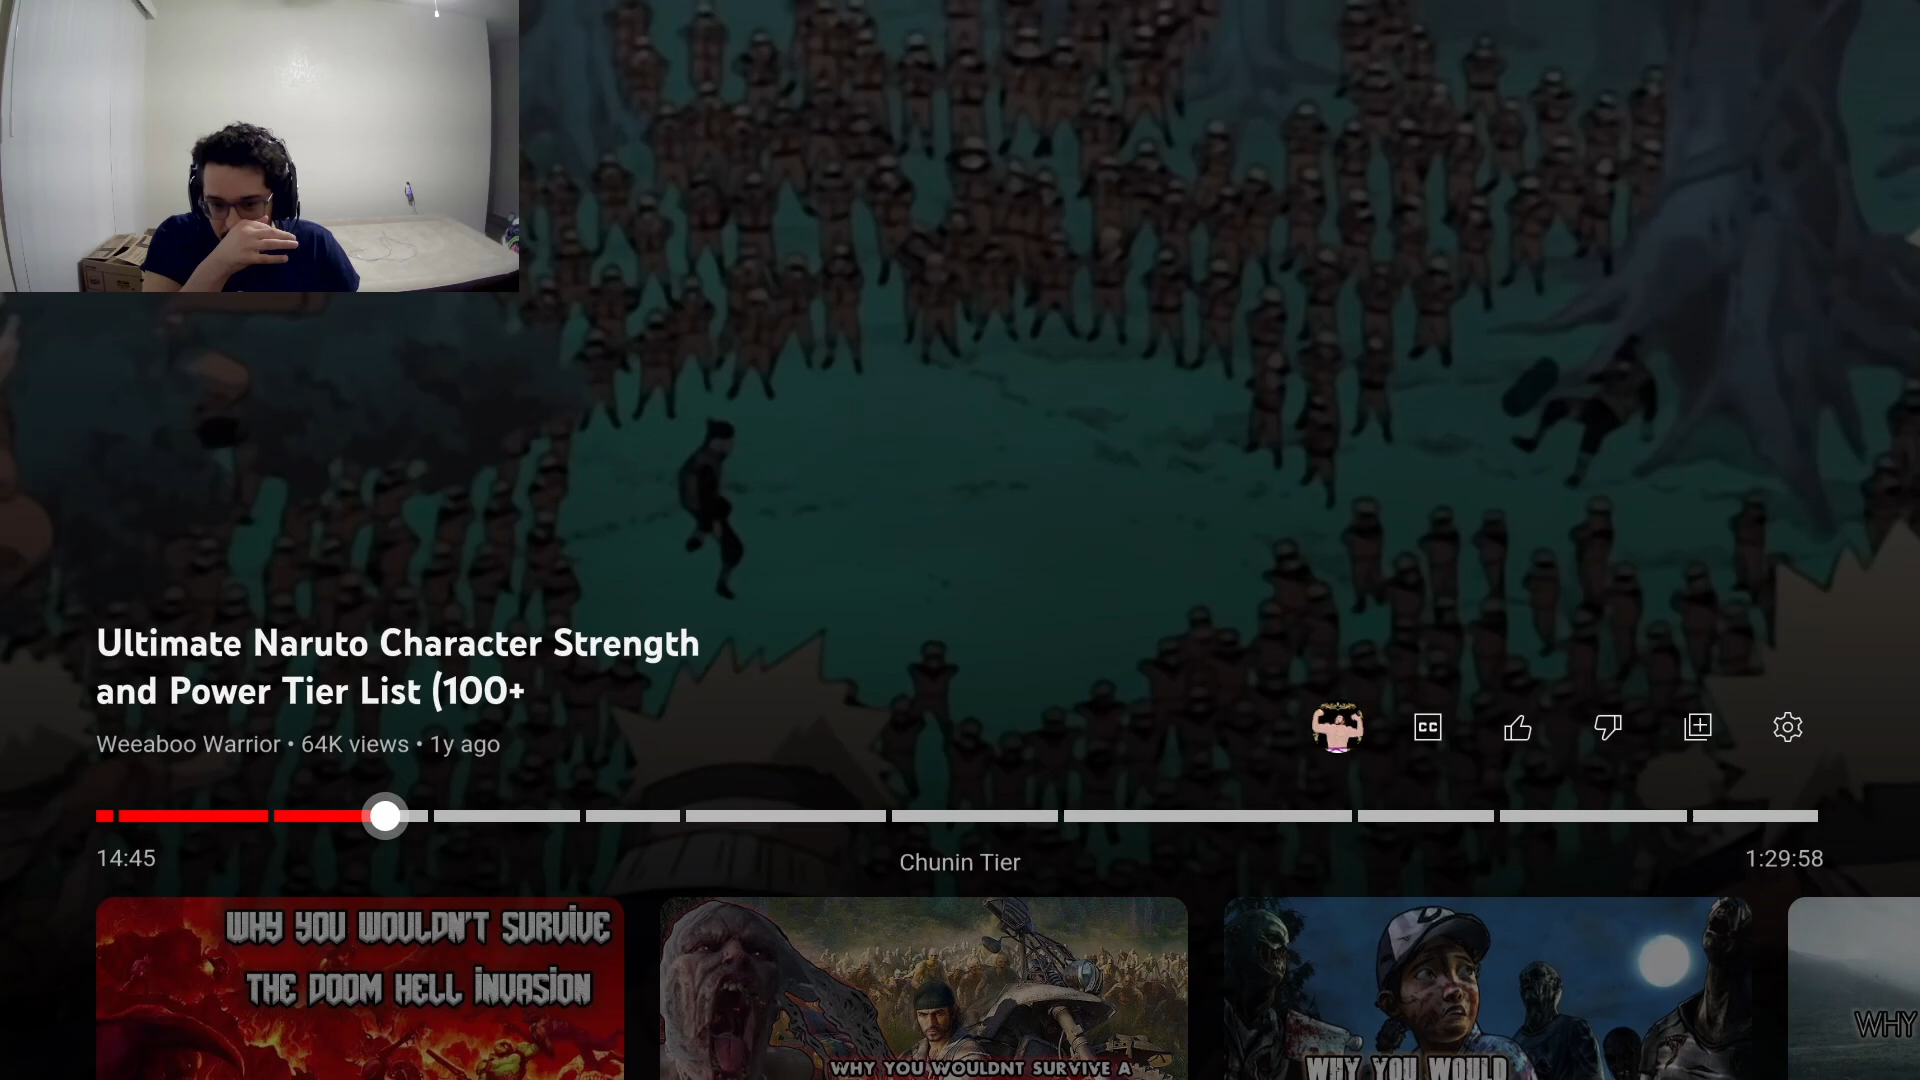 Ultimate Naruto Character Strength
and Power Tier List (100+
Weeaboo Warrior • 64K views • 1y ago
CC
14:45
Chunin Tier
1:29:58
WHY YOU WOULDN'T SURVIVE
THE DOOM HELL INVASION
WHY YOU WOULDNT SURVIVE A
WHY YOU WOULD
WHY